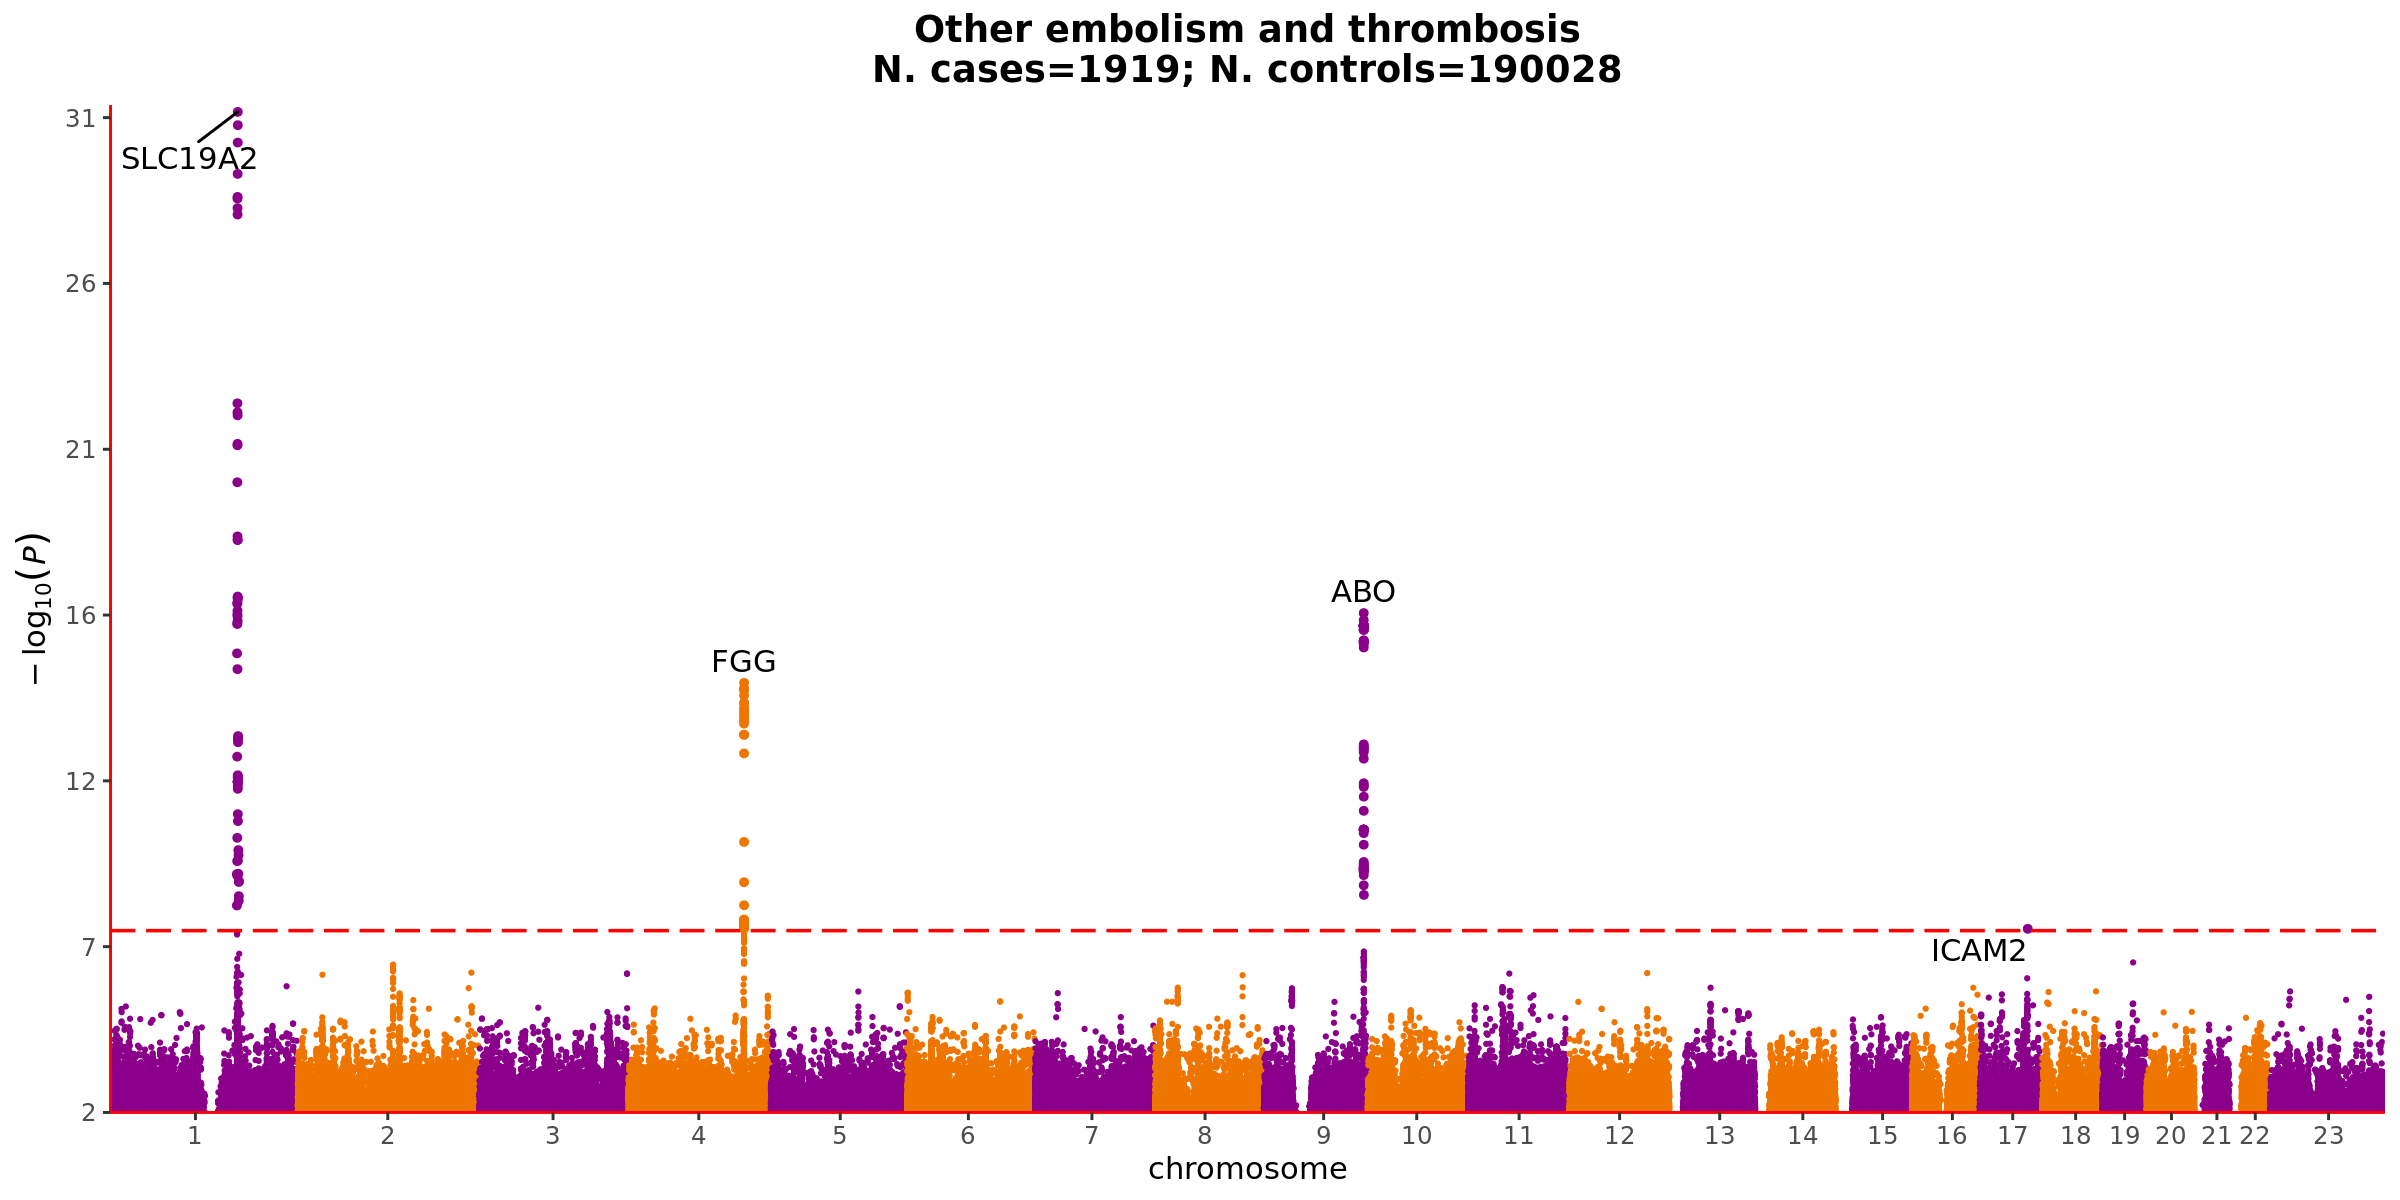 Other embolism and thrombosis
N. cases=1919; N. controls=190028
31
26
21
16
12
7
2
−log10(P)
SLC19A2
FGG
ABO
ICAM2
1 2 3 4 5 6 7 8 9 10 11 12 13 14 15 16 17 18 19 20 21 22 23
chromosome